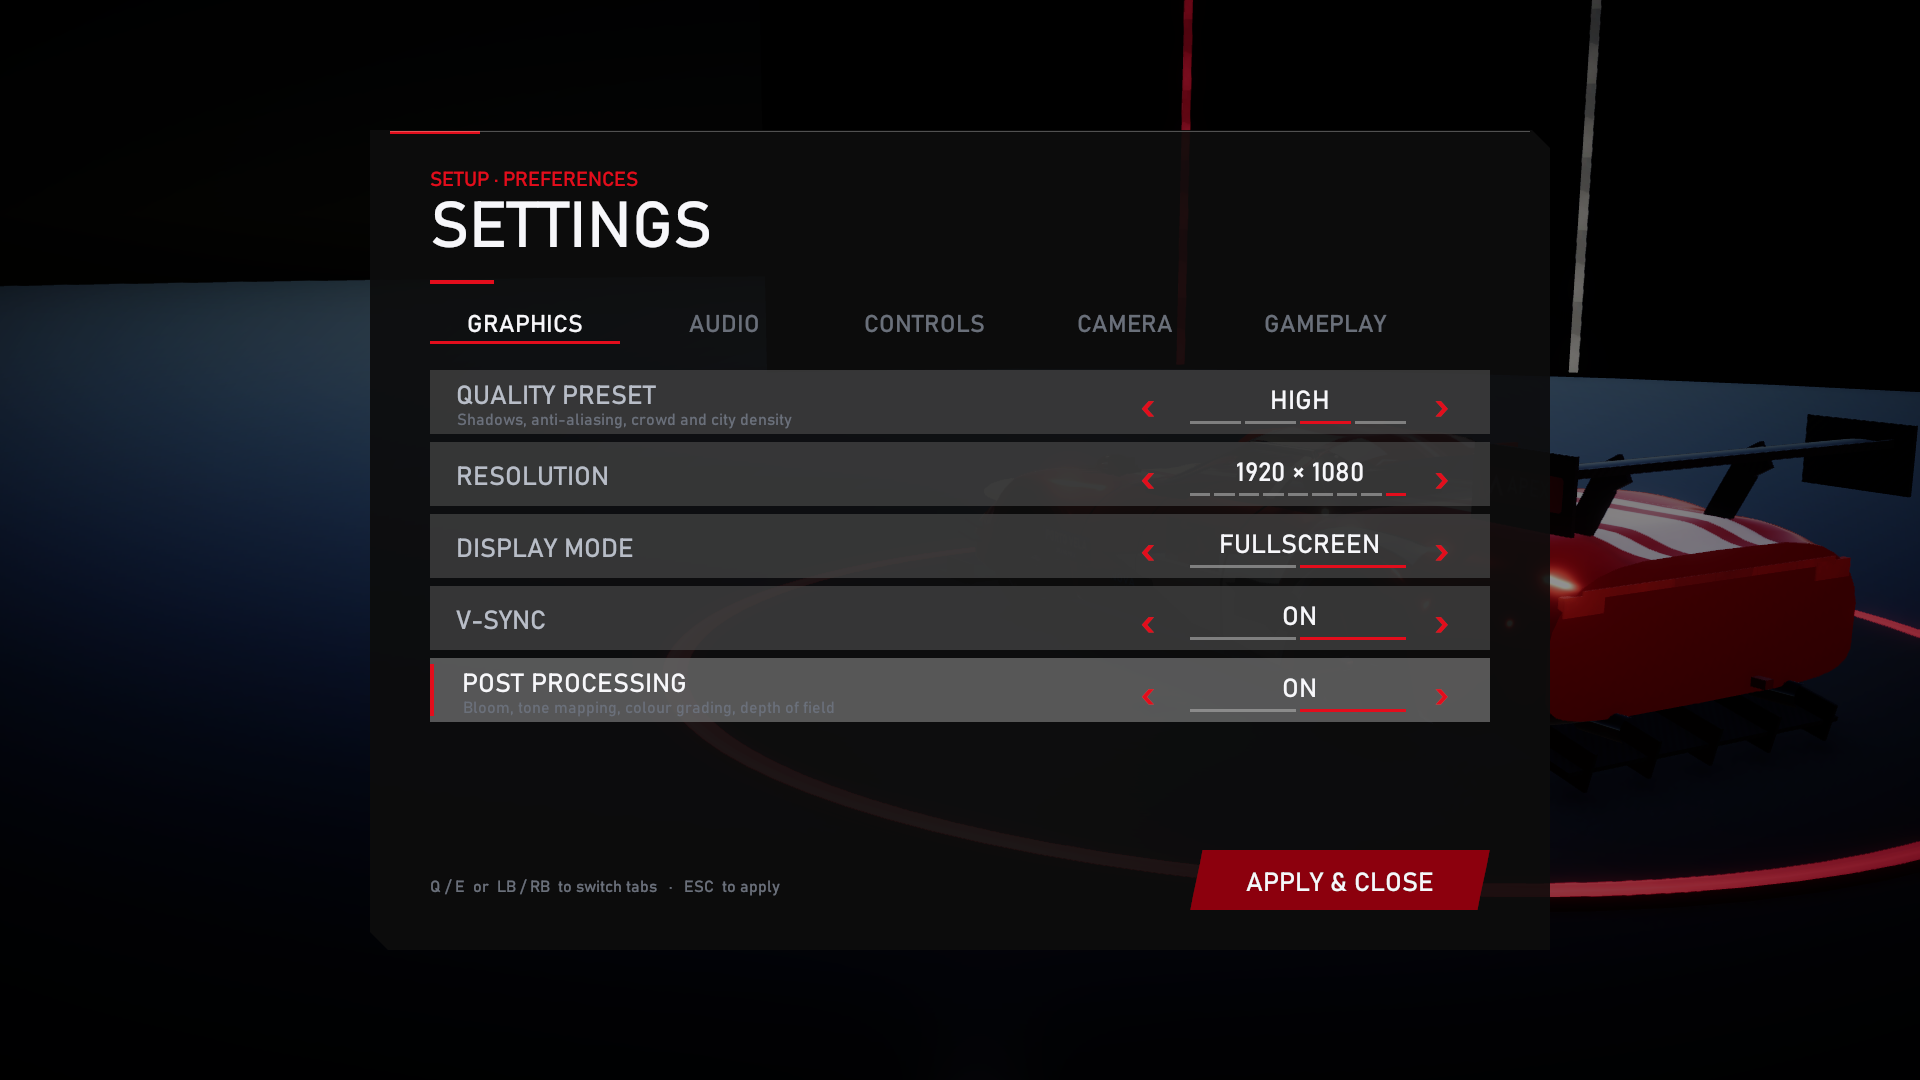 SETUP · PREFERENCES
SETTINGS
GRAPHICS AUDIO CONTROLS CAMERA GAMEPLAY
QUALITY PRESET
Shadows, anti-aliasing, crowd and city density
HIGH
RESOLUTION
1920 × 1080
DISPLAY MODE
FULLSCREEN
V-SYNC
ON
POST PROCESSING
Bloom, tone mapping, colour grading, depth of field
ON
Q / E or LB / RB to switch tabs · ESC to apply
APPLY & CLOSE